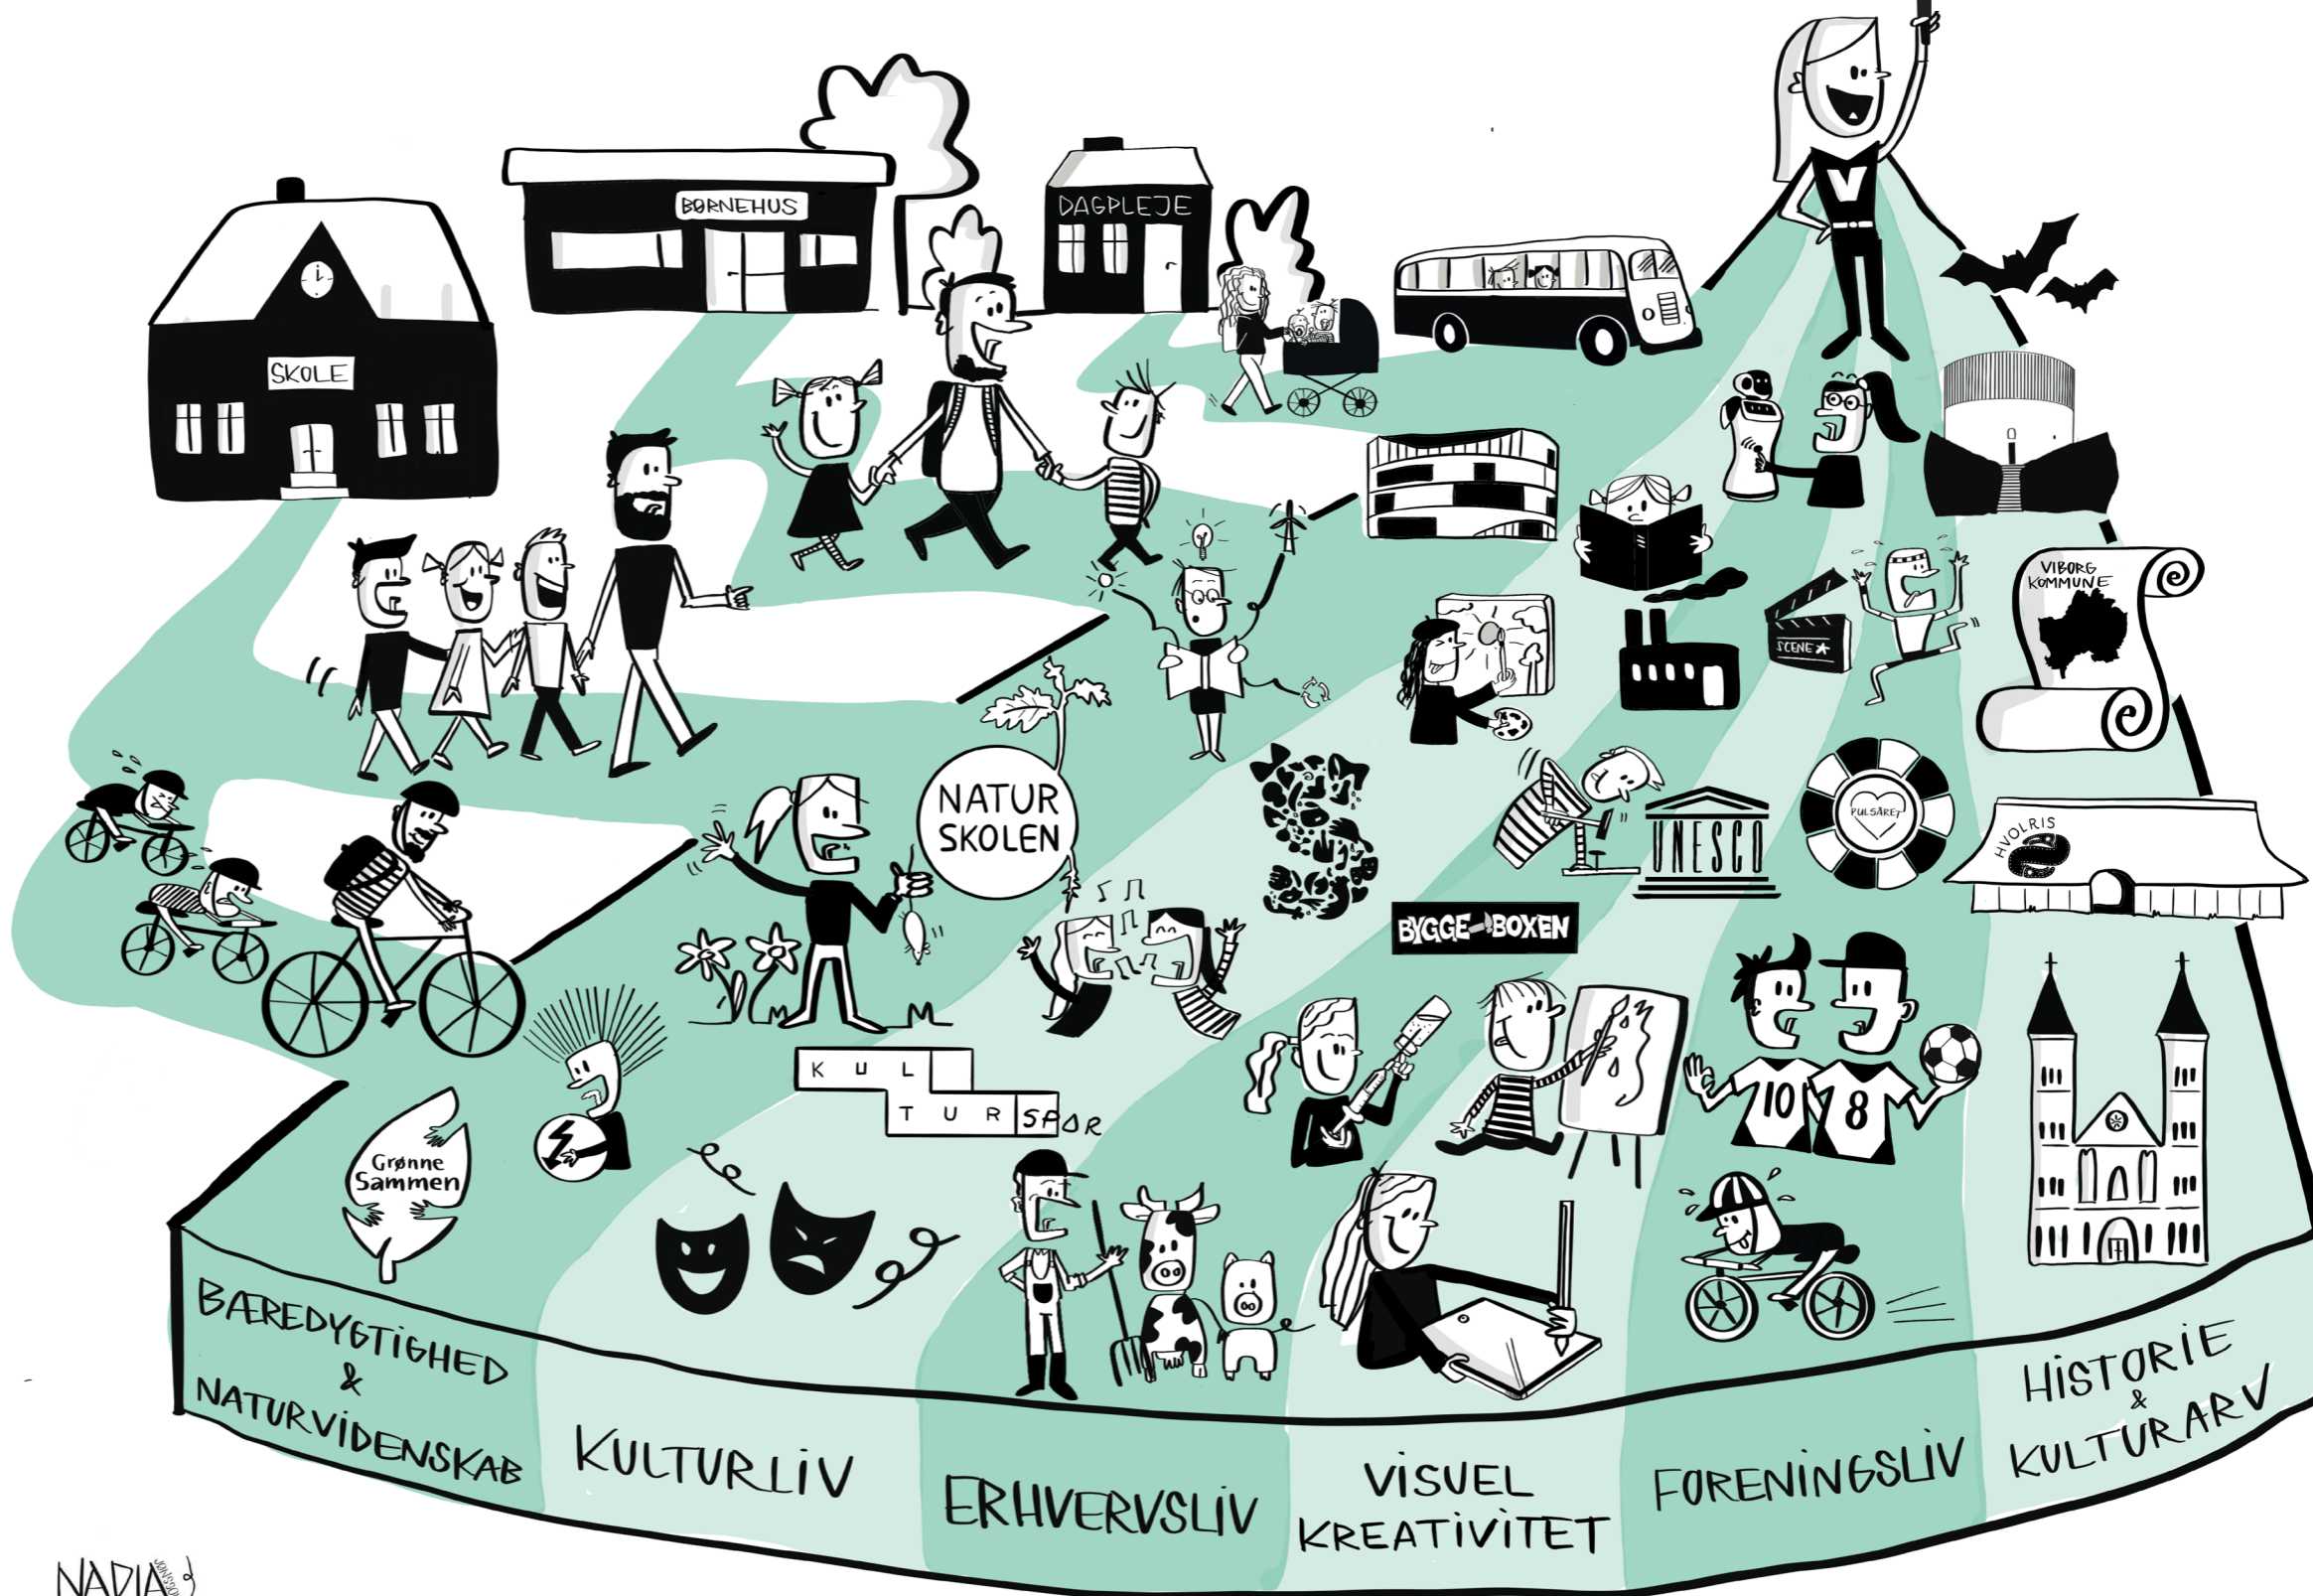 BØRNEHUS
DAGPLEJE
SKOLE
V
VIBORG
KOMMUNE
SCENE
NATUR
SKOLEN
PULSÅRET
UNESCO
HVOLRIS
BYGGE BOXEN
KUL
TURSPOR
10
8
Grønne
Sammen
BÆREDYGTIGHED
&
NATURVIDENSKAB
KULTURLIV
ERHVERVSLIV
VISUEL
KREATIVITET
FORENINGSLIV
HISTORIE
&
KULTURARV
NADIA
JØNSSON